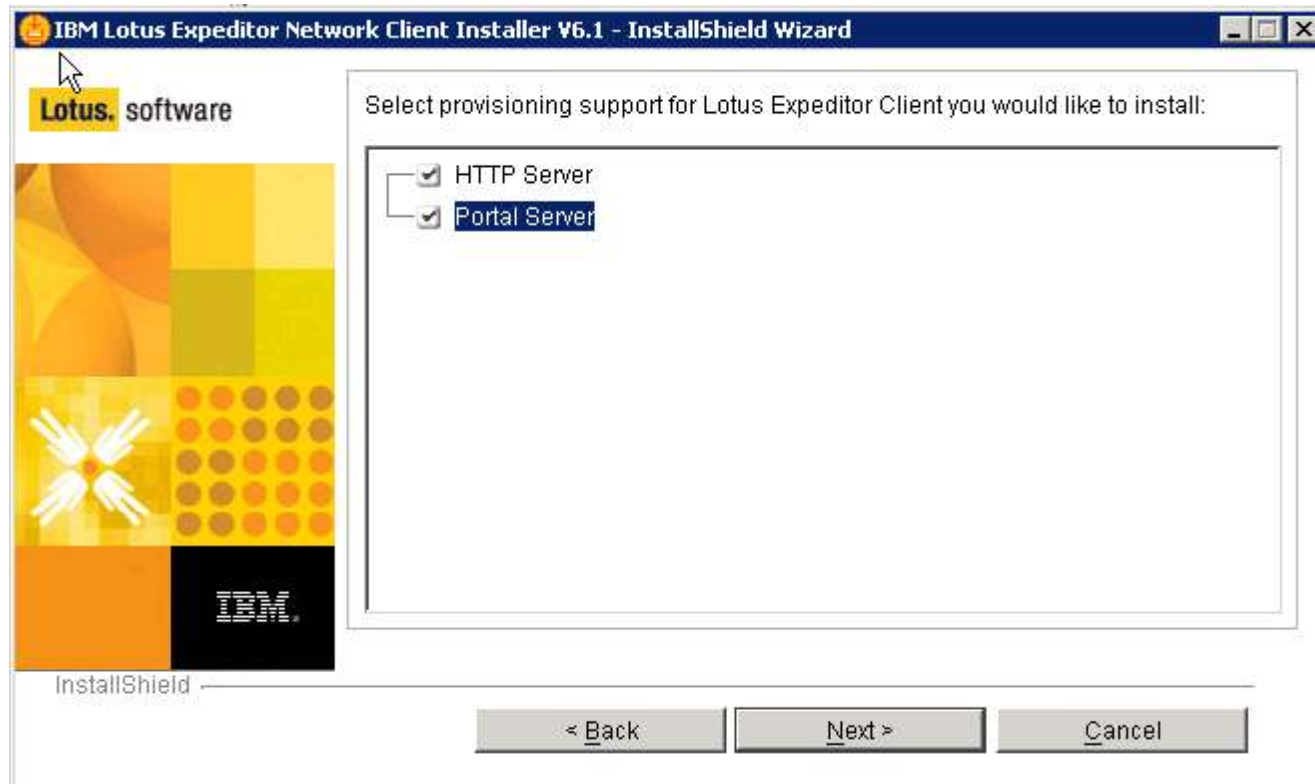 IBM Lotus Expeditor Network Client Installer V6.1 - InstallShield Wizard
Lotus. software
Select provisioning support for Lotus Expeditor Client you would like to install:
HTTP Server
Portal Server
IBM.
InstallShield
< Back
Next >
Cancel